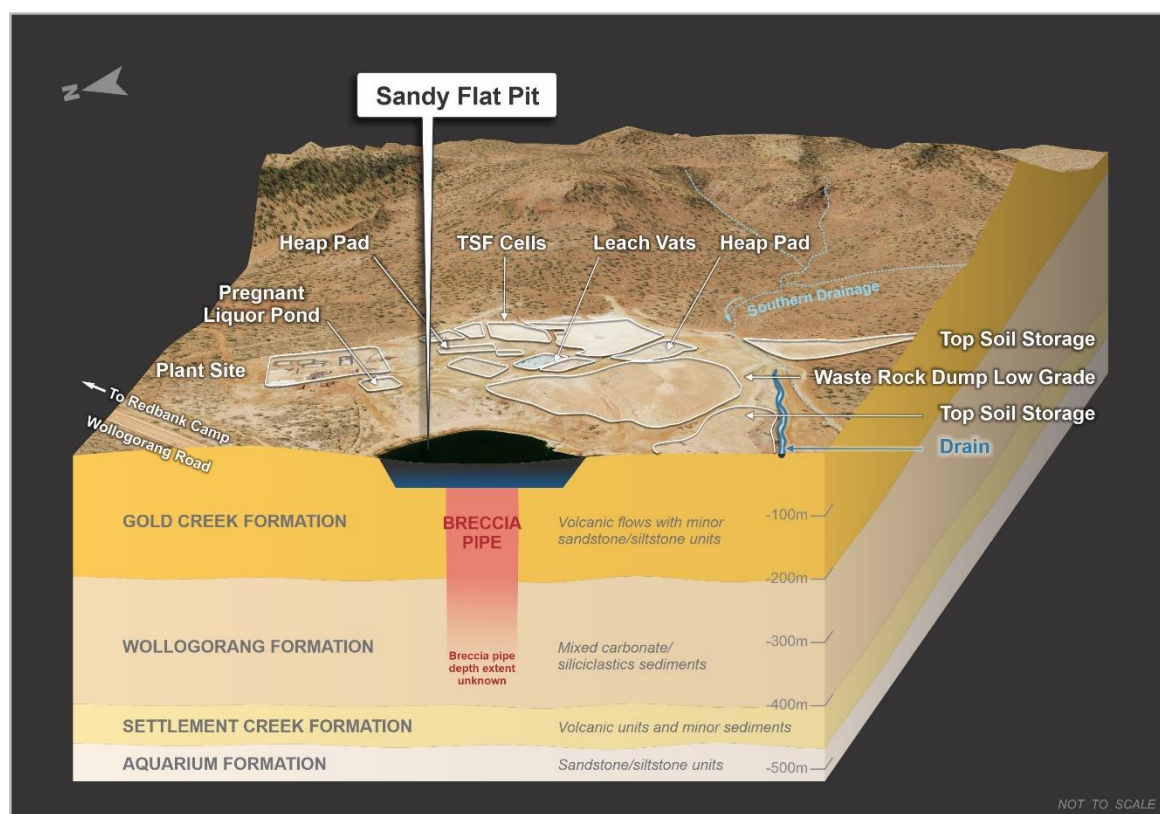 N
Sandy Flat Pit
Heap Pad
TSF Cells
Leach Vats
Heap Pad
Pregnant
Liquor Pond
Southern Drainage
Plant Site
Top Soil Storage
Waste Rock Dump Low Grade
To Redbank Camp
Top Soil Storage
Wollogorang Road
Drain
GOLD CREEK FORMATION
BRECCIA
PIPE
Volcanic flows with minor
sandstone/siltstone units
-100m
-200m
WOLLOGORANG FORMATION
Breccia pipe
depth extent
unknown
Mixed carbonate/
siliciclastics sediments
-300m
-400m
SETTLEMENT CREEK FORMATION
Volcanic units and minor sediments
AQUARIUM FORMATION
Sandstone/siltstone units
-500m
NOT TO SCALE